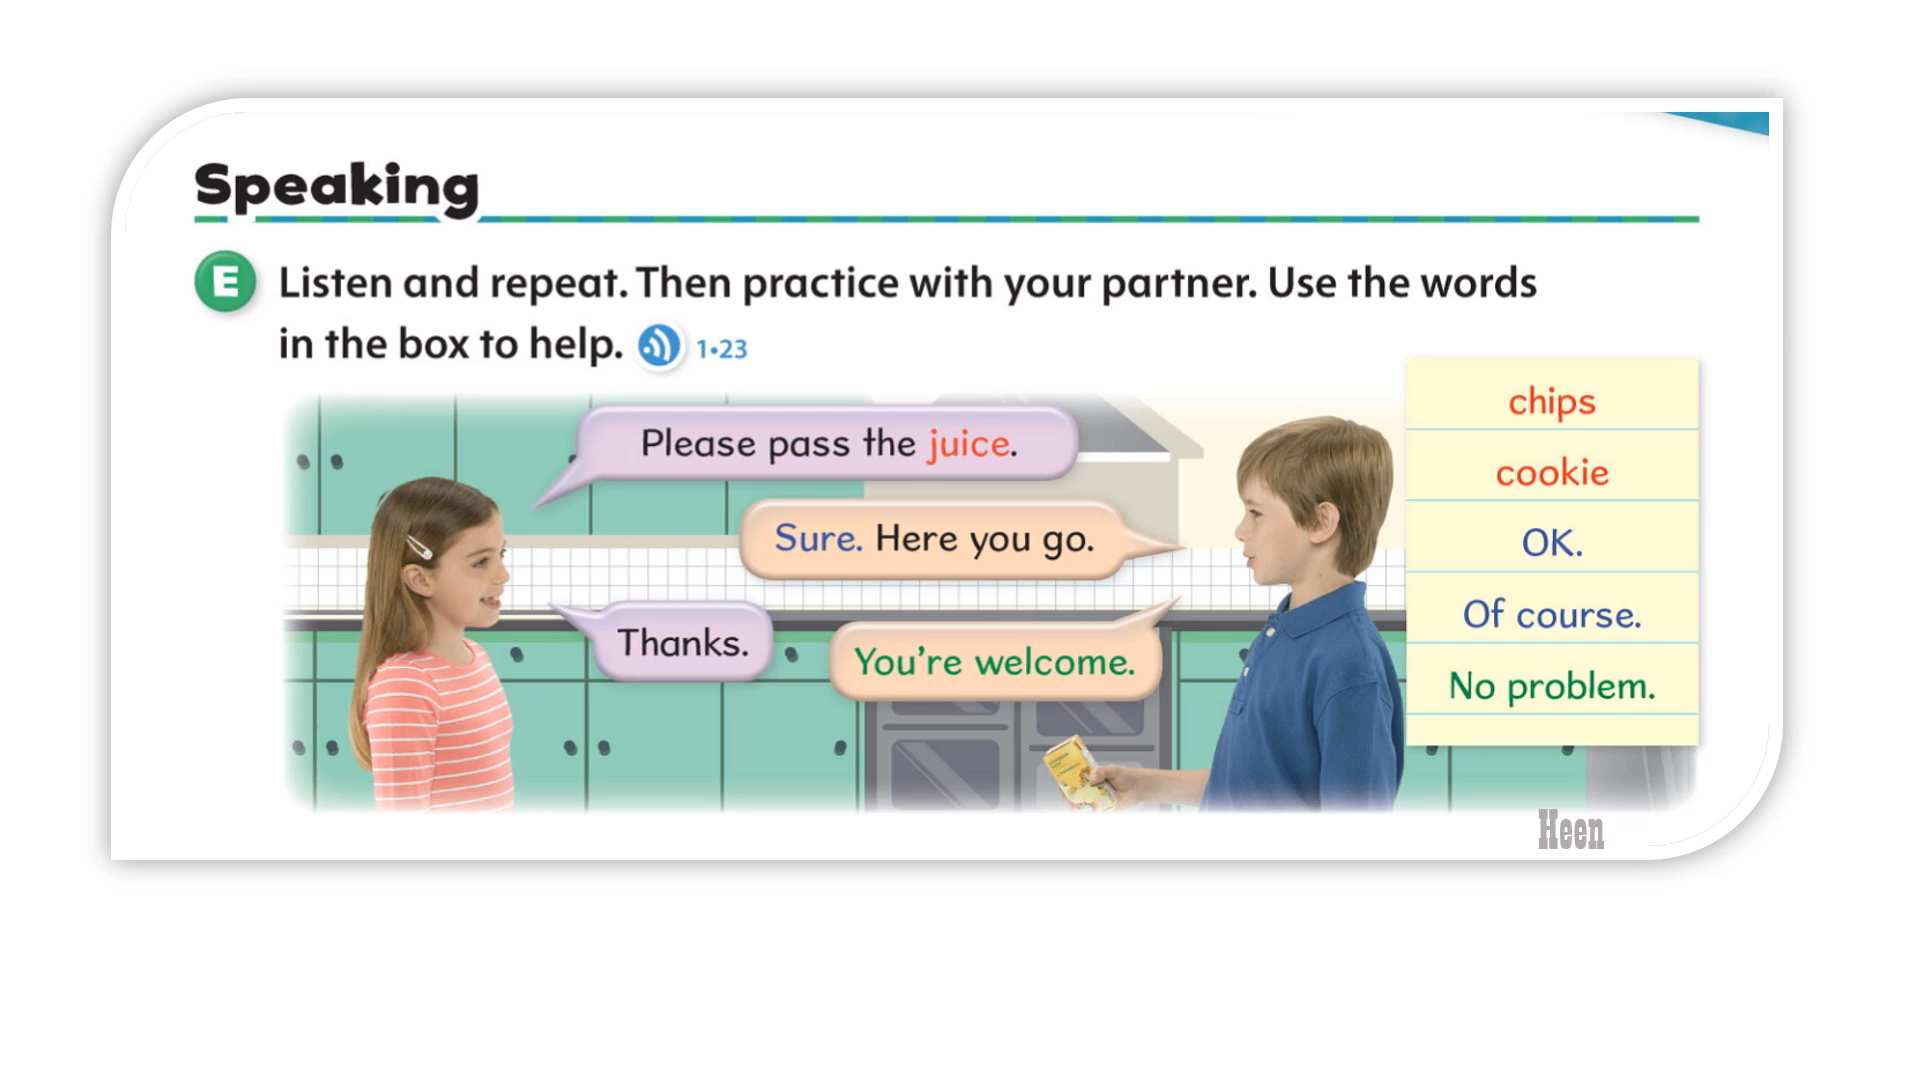 Speaking
E Listen and repeat. Then practice with your partner. Use the words
in the box to help. 1•23
Please pass the juice.
Sure. Here you go.
Thanks.
You're welcome.
chips
cookie
OK.
Of course.
No problem.
Heen